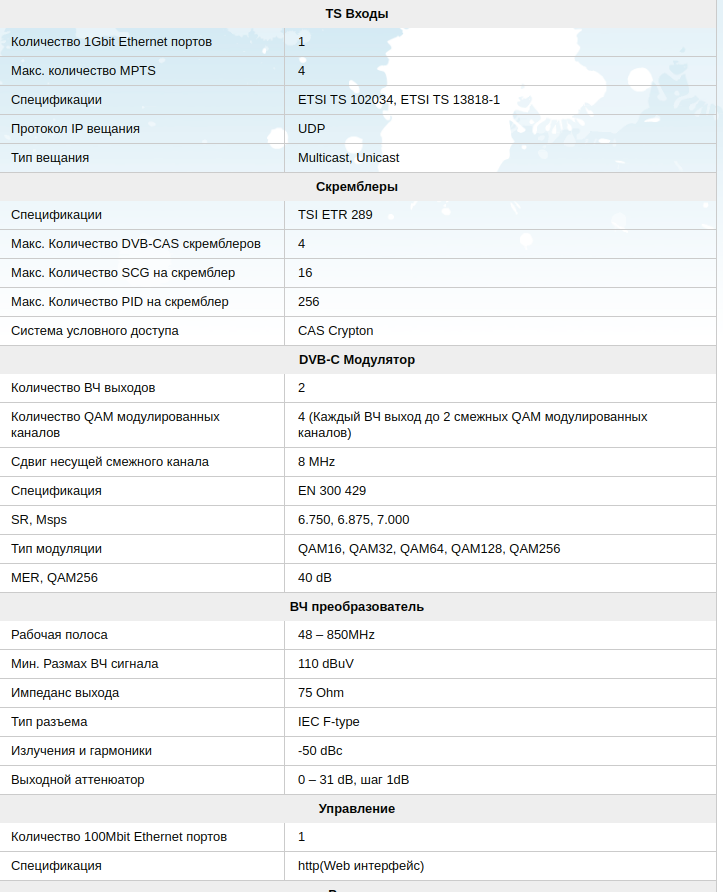 TS Входы
Количество 1Gbit Ethernet портов 1
Макс. количество MPTS 4
Спецификации ETSI TS 102034, ETSI TS 13818-1
Протокол IP вещания UDP
Тип вещания Multicast, Unicast
Скремблеры
Спецификации TSI ETR 289
Макс. Количество DVB-CAS скремблеров 4
Макс. Количество SCG на скремблер 16
Макс. Количество PID на скремблер 256
Система условного доступа CAS Crypton
DVB-C Модулятор
Количество ВЧ выходов 2
Количество QAM модулированных
каналов
4 (Каждый ВЧ выход до 2 смежных QAM модулированных
каналов)
Сдвиг несущей смежного канала 8 MHz
Спецификация EN 300 429
SR, Msps 6.750, 6.875, 7.000
Тип модуляции QAM16, QAM32, QAM64, QAM128, QAM256
MER, QAM256 40 dB
ВЧ преобразователь
Рабочая полоса 48 – 850MHz
Мин. Размах ВЧ сигнала 110 dBuV
Импеданс выхода 75 Ohm
Тип разъема IEC F-type
Излучения и гармоники -50 dBc
Выходной аттенюатор 0 – 31 dB, шаг 1dB
Управление
Количество 100Mbit Ethernet портов 1
Спецификация http(Web интерфейс)